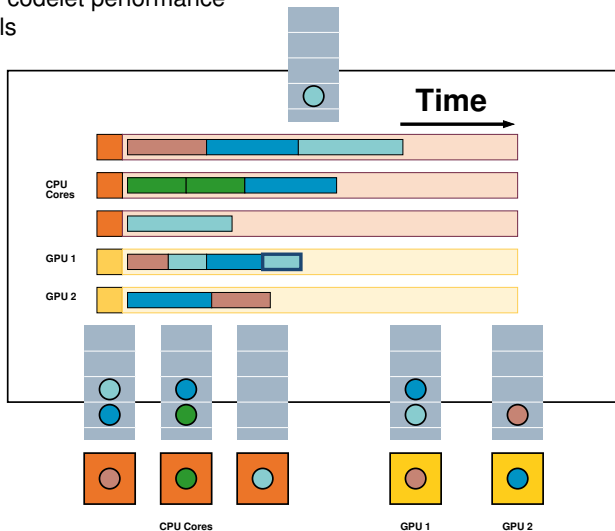 codelet performance
ls
Time
CPU
Cores
GPU 1
GPU 2
CPU Cores
GPU 1
GPU 2